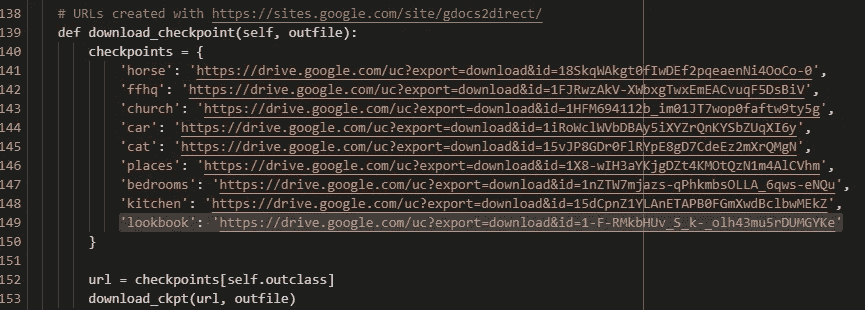 138 # URLs created with https://sites.google.com/site/gdocs2direct/
139 def download_checkpoint(self, outfile):
140 checkpoints = {
141 'horse': 'https://drive.google.com/uc?export=download&id=18SkqWAkgt0fIwDEf2pqeaenNi4OoCo-0',
142 'ffhq': 'https://drive.google.com/uc?export=download&id=1FJRwzAkV-XWbxgTwxEmEACvuqF5DsBiV',
143 'church': 'https://drive.google.com/uc?export=download&id=1HFM694112b_im01JT7wop0faftw9ty5g',
144 'car': 'https://drive.google.com/uc?export=download&id=1iRoWclWVbDBAy5iXYZrQnKYSbZUqXI6y',
145 'cat': 'https://drive.google.com/uc?export=download&id=15vJP8GDr0FlRYpE8gD7CdeEz2mXrQMgN',
146 'places': 'https://drive.google.com/uc?export=download&id=1X8-wIH3aYKjgDZt4KMOtQzN1m4AlCVhm',
147 'bedrooms': 'https://drive.google.com/uc?export=download&id=1nZTW7mjazs-qPhkmbsOLLA_6qws-eNQu',
148 'kitchen': 'https://drive.google.com/uc?export=download&id=15dCpnZ1YLAnETAPB0FGmXwdBclbwMEkZ',
149 'lookbook': 'https://drive.google.com/uc?export=download&id=1-F-RMkbHUv_S_k-_olh43mu5rDUMGYKe'
150 }
151
152 url = checkpoints[self.outclass]
153 download_ckpt(url, outfile)